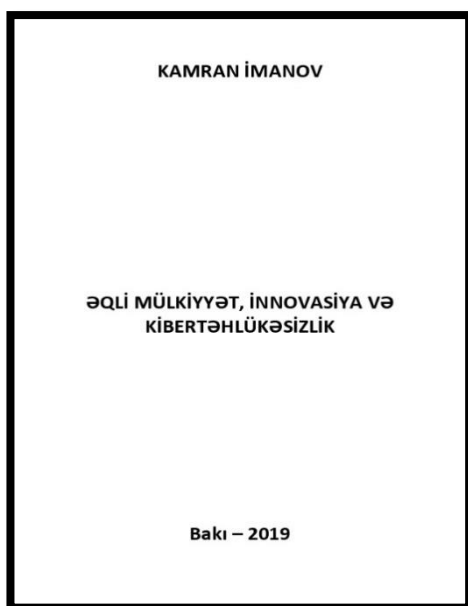 KAMRAN İMANOV
ƏQLİ MÜLKİYYƏT, İNNOVASİYA VƏ
KİBERTƏHLÜKƏSİZLİK
Bakı – 2019